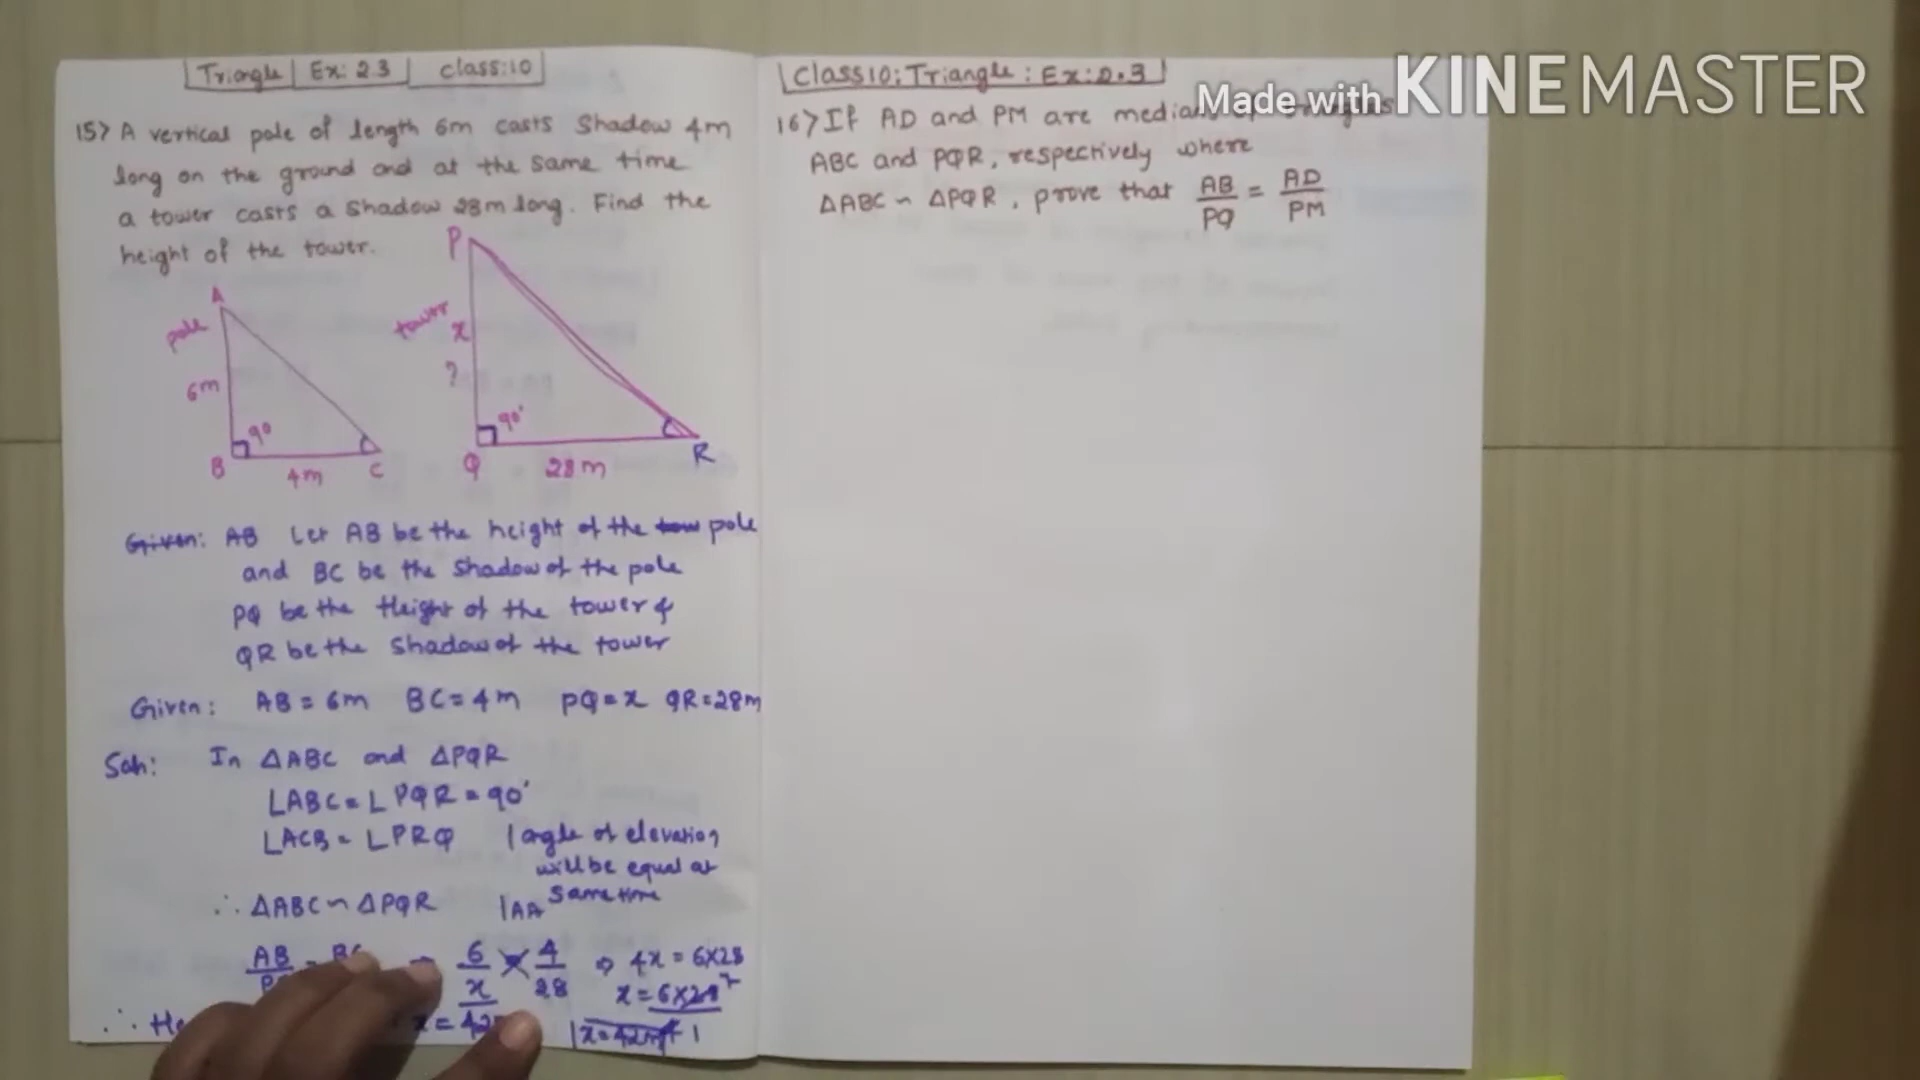 Triangle Ex: 2.3 class:10
15> A vertical pole of length 6m casts Shadow 4m
long on the ground and at the same time
a tower casts a shadow 28m long. Find the
height of the tower.
A
pole
6m
90
B
4m
C
P
tower
x
?
90°
Q
28m
R
Given: AB Let AB be the height of the tow pole
and BC be the shadow of the pole
PQ be the Height of the tower &
QR be the shadow of the tower
Given: AB = 6m BC = 4m PQ = x QR = 28m
Soln: In ΔABC and ΔPQR
∠ABC = ∠PQR = 90°
∠ACB = ∠PRQ | angle of elevation
will be equal at
same time
∴ ΔABC ~ ΔPQR | AA
AB = BC ⇒ 6/x × 4/28 ⇒ 4x = 6×28
x = 6×28
x = 42
x = 42m
Class10: Triangle: Ex: 2.3
Made with KINEMASTER
16> If AD and PM are
ABC and PQR, respectively where
ΔABC ~ ΔPQR, prove that AB/PQ = AD/PM